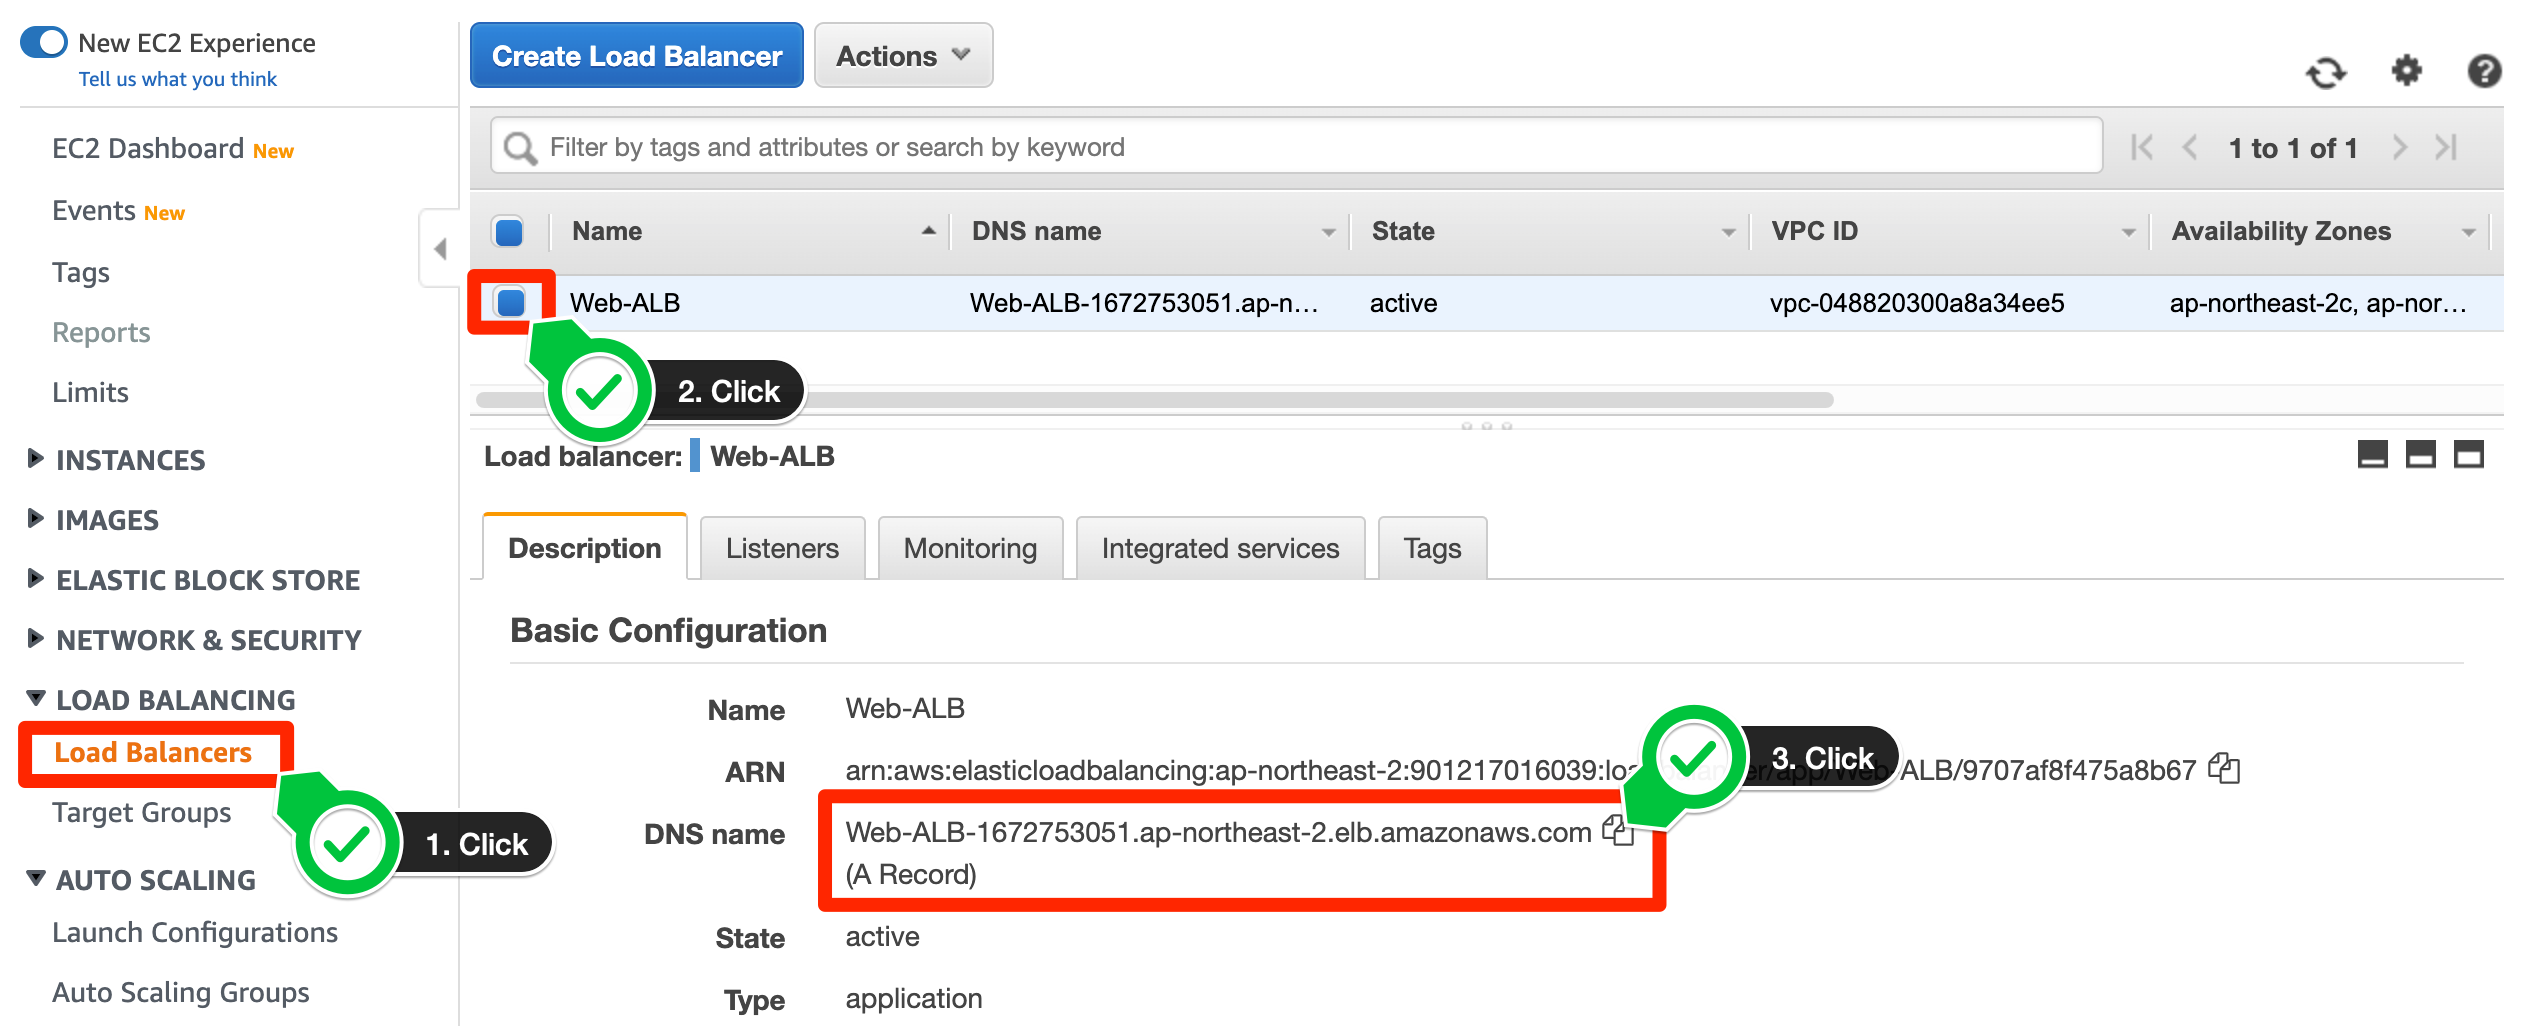 New EC2 Experience
Tell us what you think
EC2 Dashboard New
Events New
Tags
Reports
Limits
INSTANCES
IMAGES
ELASTIC BLOCK STORE
NETWORK & SECURITY
LOAD BALANCING
Load Balancers
Target Groups
1. Click
AUTO SCALING
Launch Configurations
Auto Scaling Groups
Create Load Balancer
Actions
Filter by tags and attributes or search by keyword
1 to 1 of 1
Name DNS name State VPC ID Availability Zones
Web-ALB Web-ALB-1672753051.ap-n… active vpc-048820300a8a34ee5 ap-northeast-2c, ap-nor…
2. Click
Load balancer: Web-ALB
Description Listeners Monitoring Integrated services Tags
Basic Configuration
Name Web-ALB
ARN arn:aws:elasticloadbalancing:ap-northeast-2:901217016039:lo ALB/9707af8f475a8b67
3. Click
DNS name Web-ALB-1672753051.ap-northeast-2.elb.amazonaws.com
(A Record)
State active
Type application